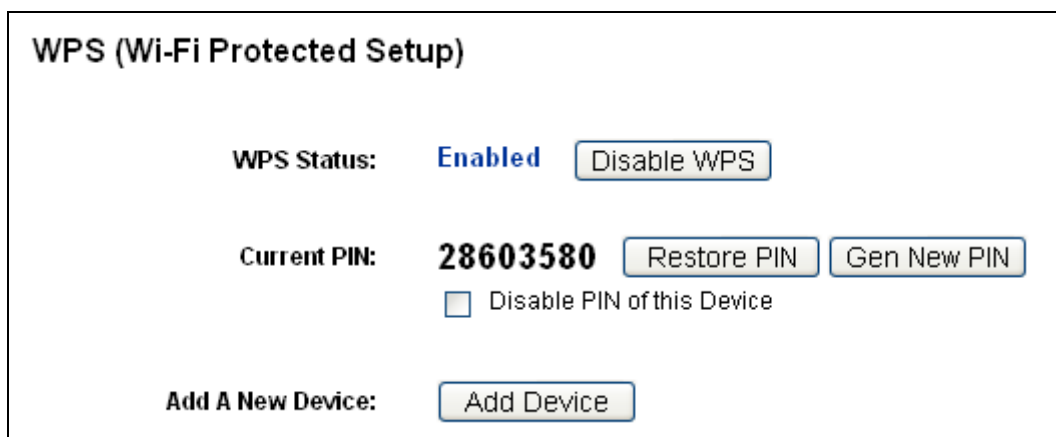 WPS (Wi-Fi Protected Setup)
WPS Status: Enabled Disable WPS
Current PIN: 28603580 Restore PIN Gen New PIN
Disable PIN of this Device
Add A New Device: Add Device